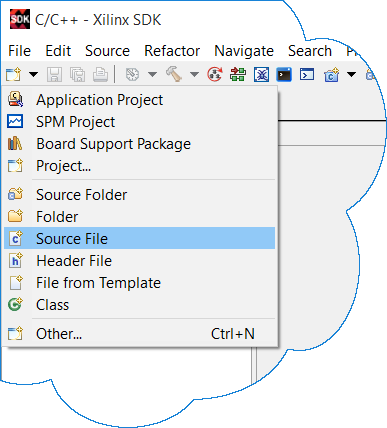 SDK C/C++ - Xilinx SDK
File Edit Source Refactor Navigate Search
Application Project
SPM Project
Board Support Package
Project...
Source Folder
Folder
Source File
Header File
File from Template
Class
Other... Ctrl+N